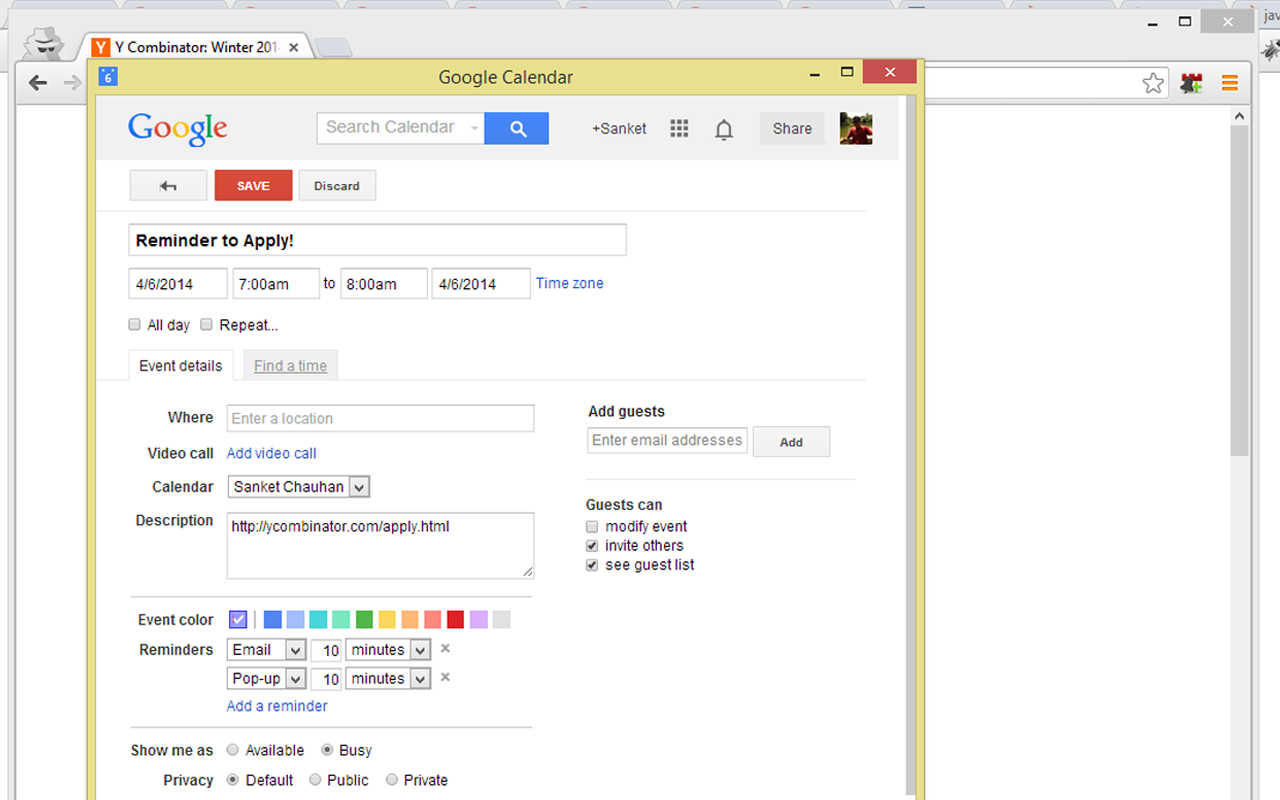 jav
Y Combinator: Winter 201
6
Google Calendar
Google
Search Calendar
+Sanket
Share
SAVE
Discard
Reminder to Apply!
4/6/2014 7:00am to 8:00am 4/6/2014 Time zone
All day Repeat...
Event details Find a time
Where Enter a location
Add guests
Enter email addresses Add
Video call Add video call
Calendar Sanket Chauhan
Description http://ycombinator.com/apply.html
Guests can
modify event
invite others
see guest list
Event color
Reminders Email 10 minutes
Pop-up 10 minutes
Add a reminder
Show me as Available Busy
Privacy Default Public Private